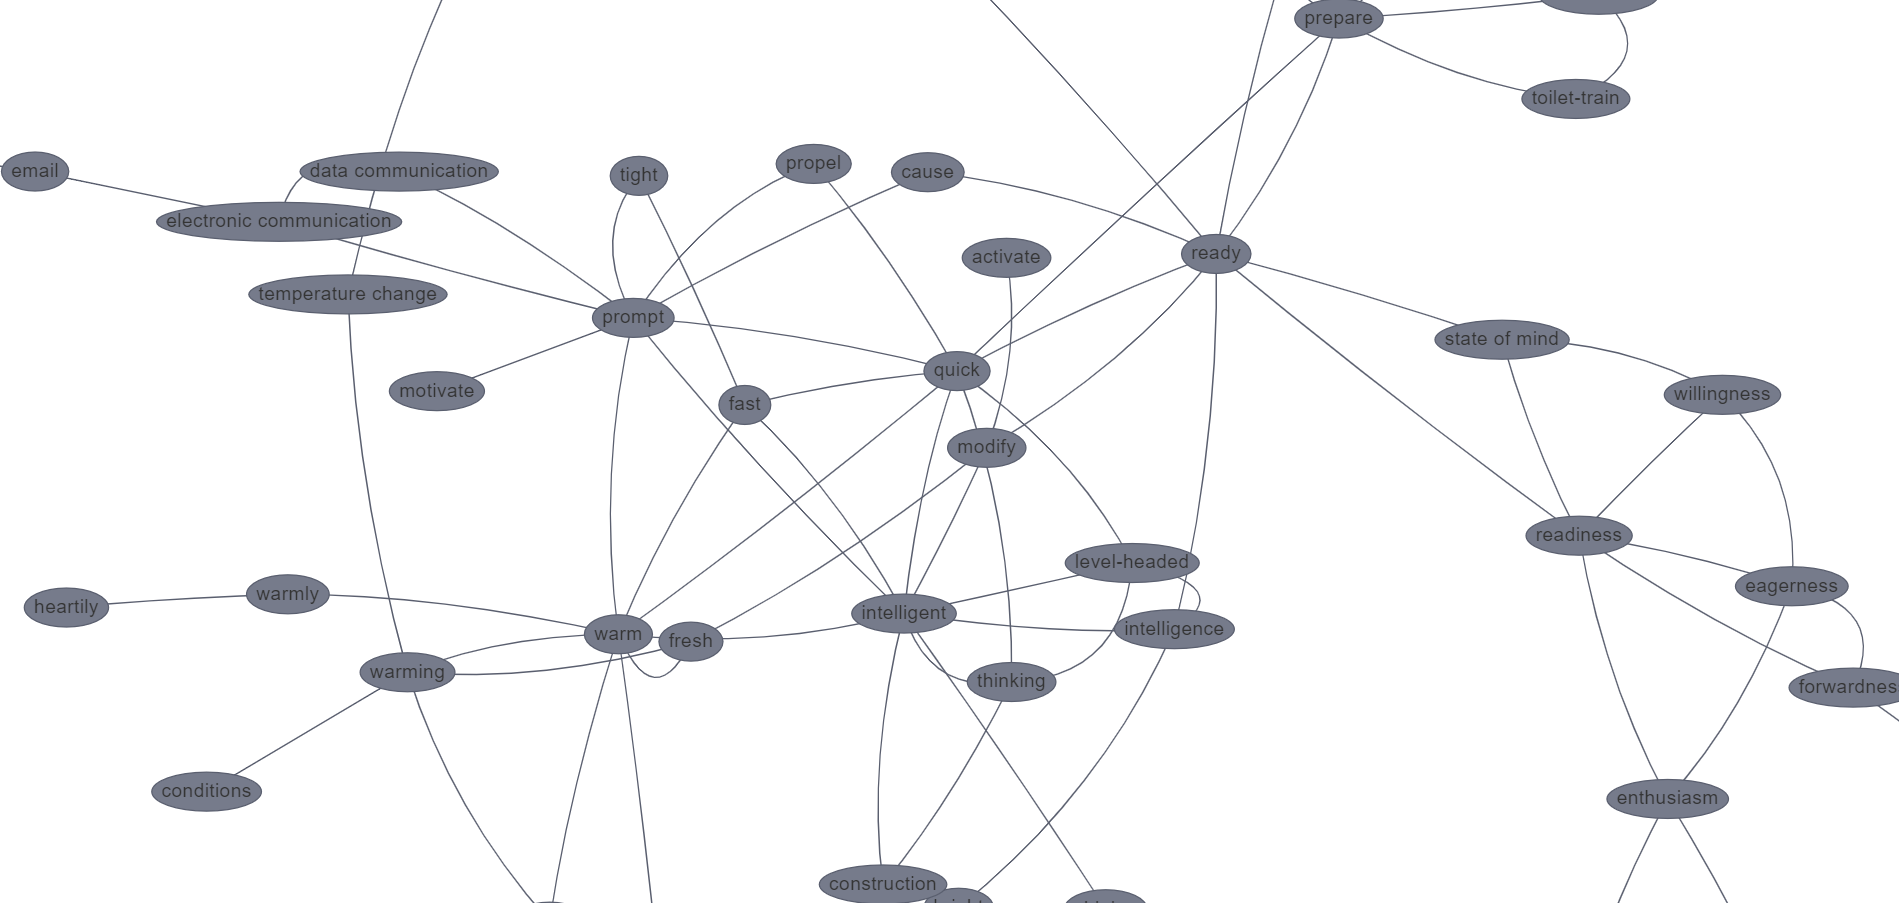 prepare
toilet-train
email
data communication
tight
propel
cause
electronic communication
activate
ready
temperature change
prompt
state of mind
quick
motivate
fast
willingness
modify
readiness
level-headed
eagerness
heartily
warmly
intelligent
intelligence
warm
fresh
warming
thinking
forwardnes
conditions
enthusiasm
construction